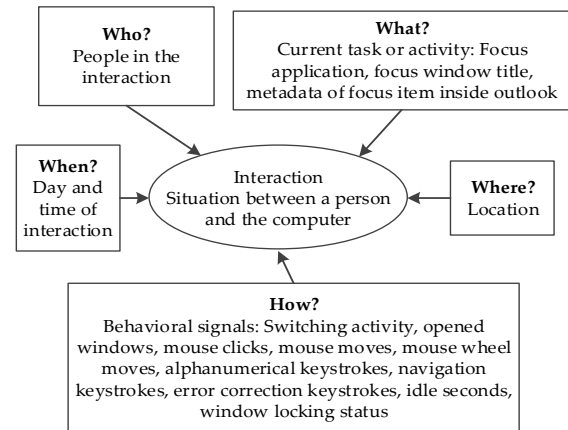 Who?
People in the
interaction
What?
Current task or activity: Focus
application, focus window title,
metadata of focus item inside outlook
When?
Day and
time of
interaction
Interaction
Situation between a person
and the computer
Where?
Location
How?
Behavioral signals: Switching activity, opened
windows, mouse clicks, mouse moves, mouse wheel
moves, alphanumerical keystrokes, navigation
keystrokes, error correction keystrokes, idle seconds,
window locking status